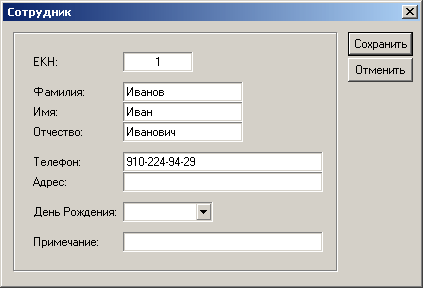 Сотрудник
Сохранить
Отменить
ЕКН: 1
Фамилия: Иванов
Имя: Иван
Отчество: Иванович
Телефон: 910-224-94-29
Адрес:
День Рождения:
Примечание: